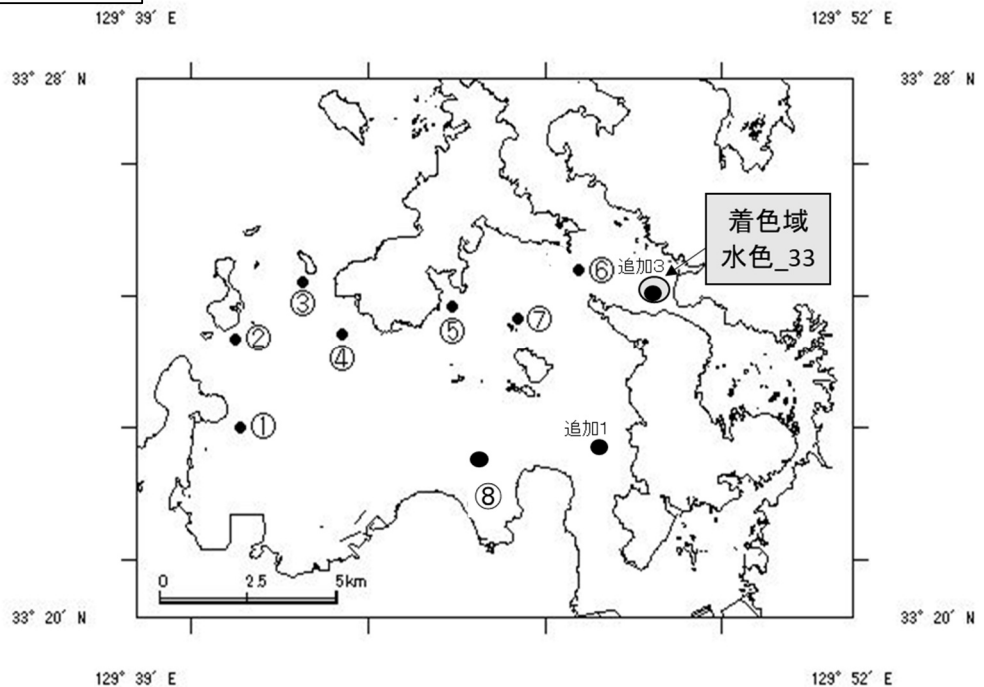 129° 39′ E
129° 52′ E
33° 28′ N
33° 28′ N
着色域
水色_33
⑥
追加3
③
②
⑤
⑦
④
①
追加1
⑧
0
2.5
5km
33° 20′ N
33° 20′ N
129° 39′ E
129° 52′ E